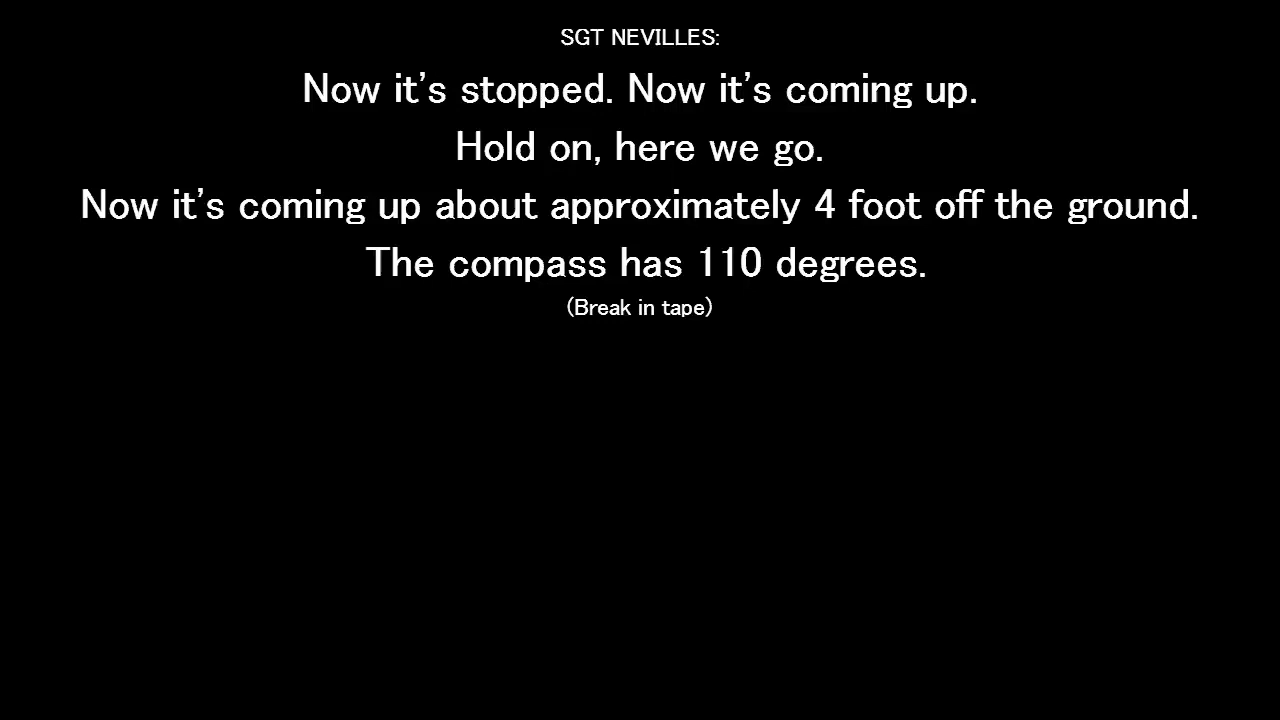 SGT NEVILLES:
Now it’s stopped. Now it’s coming up.
Hold on, here we go.
Now it’s coming up about approximately 4 foot off the ground.
The compass has 110 degrees.
(Break in tape)